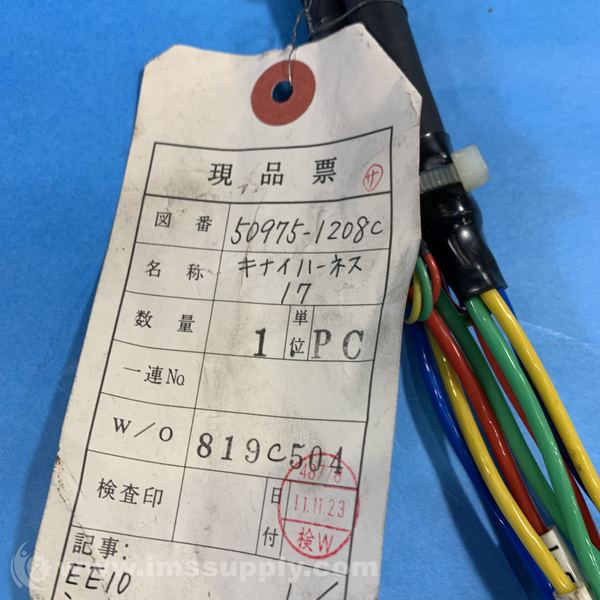 現品票 サ
図番 50975-1208C
名称 キナイハーネス
17
数量 1 単位 PC
一連No
W/O 819C504
検査印 日付 11.11.23 検W
記事:
EE10
www.imssupply.com